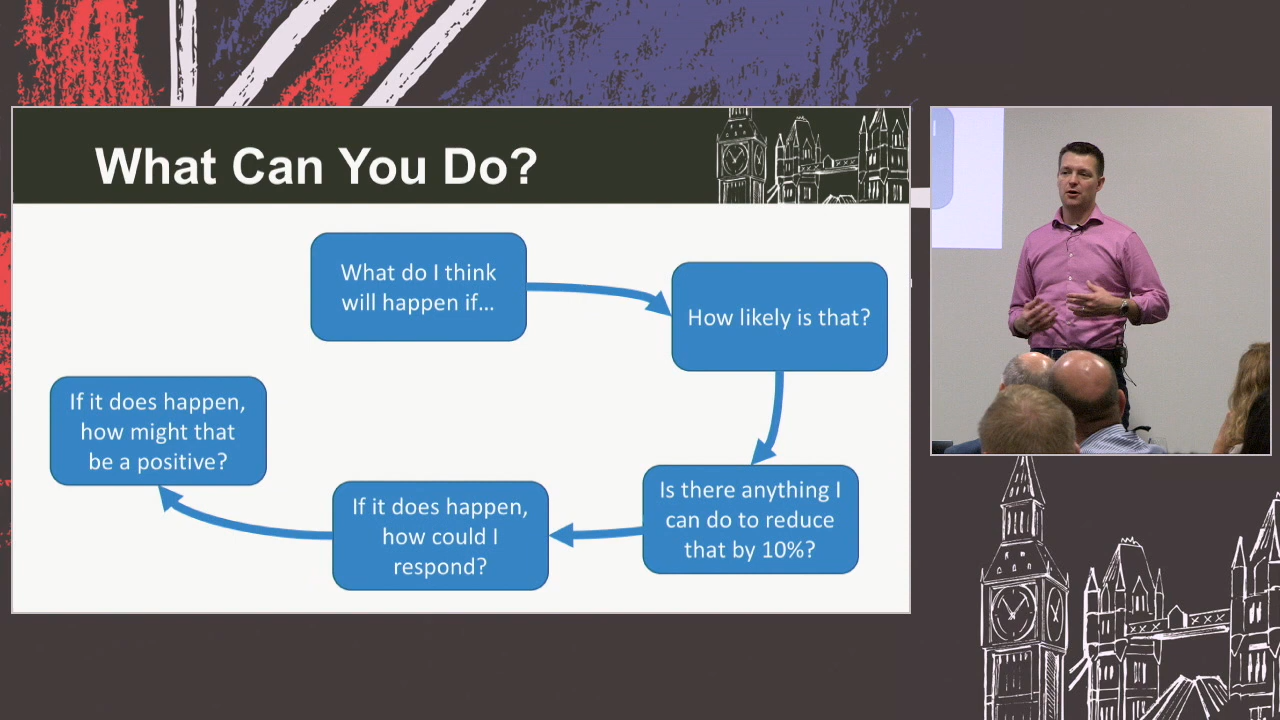 What Can You Do?
What do I think
will happen if...
How likely is that?
Is there anything I
can do to reduce
that by 10%?
If it does happen,
how could I
respond?
If it does happen,
how might that
be a positive?